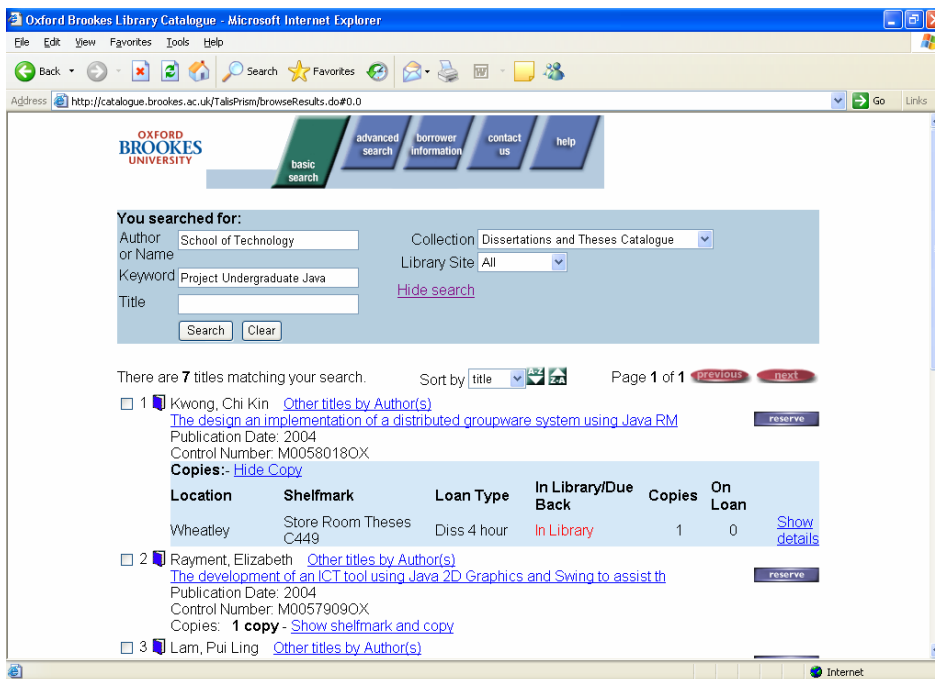 Oxford Brookes Library Catalogue - Microsoft Internet Explorer
File Edit View Favorites Tools Help
Back Search Favorites
Address http://catalogue.brookes.ac.uk/TalisPrism/browseResults.do#0.0 Go Links
OXFORD
BROOKES
UNIVERSITY
basic
search
advanced
search
borrower
information
contact
us
help
You searched for:
Author
or Name School of Technology Collection Dissertations and Theses Catalogue
Library Site All
Keyword Project Undergraduate Java
Hide search
Title
Search Clear
There are 7 titles matching your search. Sort by title A-Z Z-A Page 1 of 1 previous next
1 Kwong, Chi Kin Other titles by Author(s)
The design an implementation of a distributed groupware system using Java RM reserve
Publication Date: 2004
Control Number: M0058018OX
Copies:- Hide Copy
Location Shelfmark Loan Type In Library/Due Back Copies On Loan
Wheatley Store Room Theses C449 Diss 4 hour In Library 1 0 Show details
2 Rayment, Elizabeth Other titles by Author(s)
The development of an ICT tool using Java 2D Graphics and Swing to assist th reserve
Publication Date: 2004
Control Number: M0057909OX
Copies: 1 copy - Show shelfmark and copy
3 Lam, Pui Ling Other titles by Author(s)
Internet